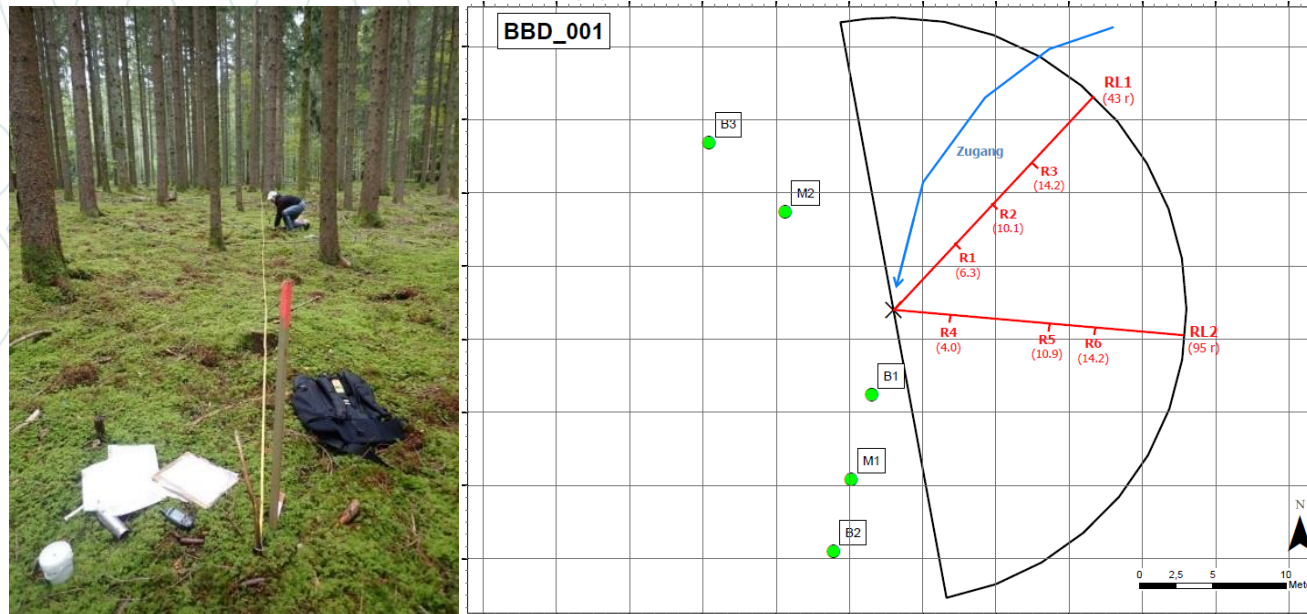 BBD_001
RL1
(43 r)
B3
Zugang
R3
(14.2)
M2
R2
(10.1)
R1
(6.3)
R4
(4.0)
R5
(10.9)
R6
(14.2)
RL2
(95 r)
B1
M1
B2
N
0 2,5 5 10
Mete